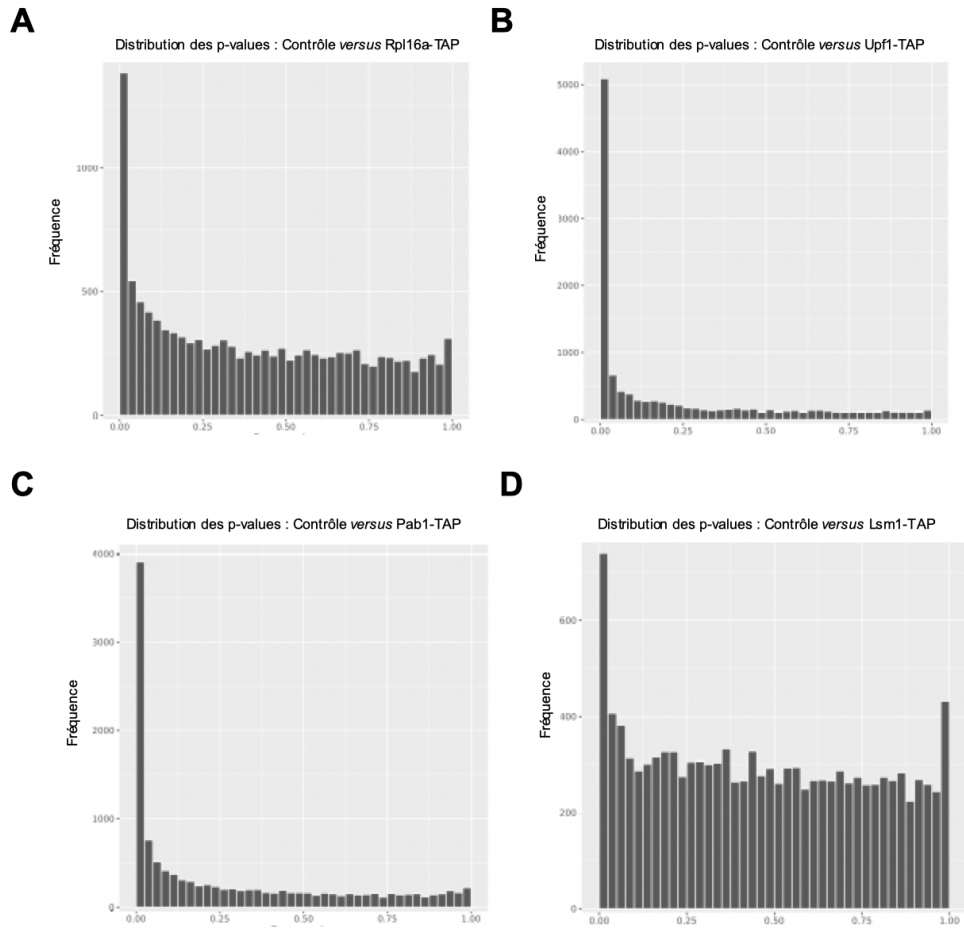 A
Distribution des p-values : Contrôle versus Rpl16a-TAP
Fréquence
1000
500
0
0.00 0.25 0.50 0.75 1.00
B
Distribution des p-values : Contrôle versus Upf1-TAP
Fréquence
5000
4000
3000
2000
1000
0
0.00 0.25 0.50 0.75 1.00
C
Distribution des p-values : Contrôle versus Pab1-TAP
Fréquence
4000
3000
2000
1000
0
0.00 0.25 0.50 0.75 1.00
D
Distribution des p-values : Contrôle versus Lsm1-TAP
Fréquence
600
400
200
0
0.00 0.25 0.50 0.75 1.00